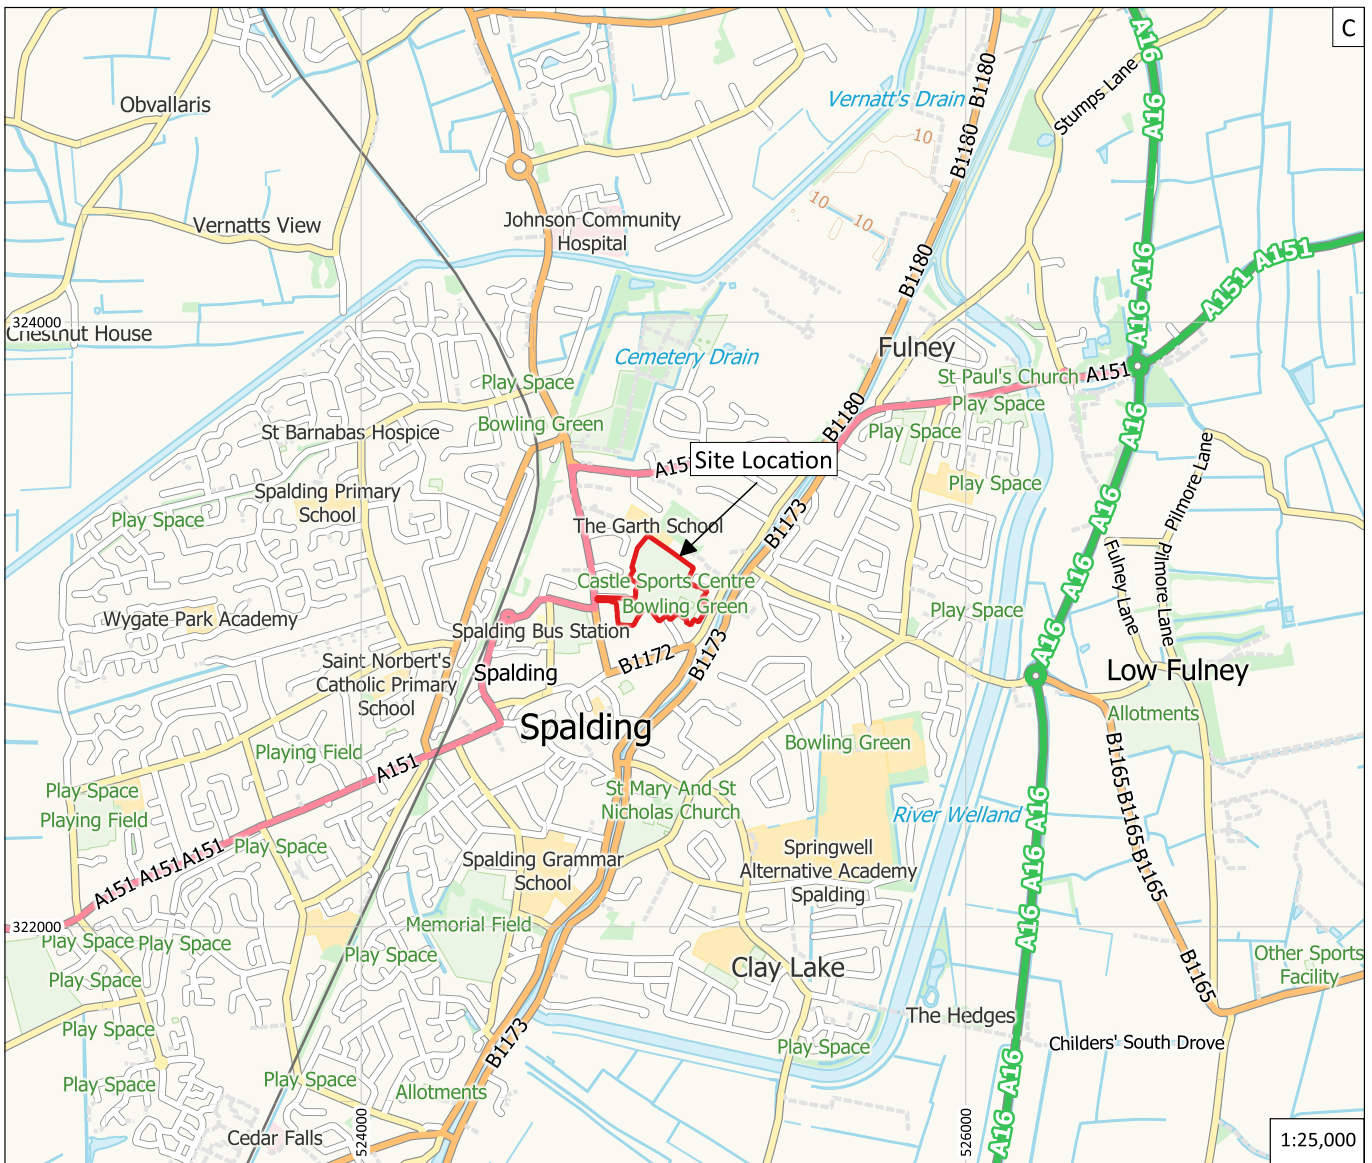 C
A16
Stumps Lane
A16
B1180
Vernatt's Drain
Obvallaris
10
B1180
10
10
Vernatts View
Johnson Community
Hospital
B1180
A16
A151
A151
324000
Chestnut House
A16
Fulney
Cemetery Drain
St Paul's Church
A151
Play Space
Play Space
B1180
Bowling Green
Play Space
A16
St Barnabas Hospice
Site Location
Pilmore Lane
Spalding Primary
School
Play Space
A16
Play Space
The Garth School
B1173
A16
Fulney Lane
Pilmore Lane
Castle Sports Centre
Bowling Green
Play Space
Wygate Park Academy
Spalding Bus Station
A16
B1172
B1173
Saint Norbert's
Catholic Primary
School
Spalding
Low Fulney
Spalding
Allotments
Playing Field
Bowling Green
A151
B1165
B1165
B1165
Play Space
Playing Field
St Mary And St
Nicholas Church
River Welland
A16
Play Space
A151
A151
A151
Spalding Grammar
School
Springwell
Alternative Academy
Spalding
A16
322000
Memorial Field
A16
Play Space
Play Space
Play Space
Play Space
Clay Lake
B1165
Other Sports
Facility
Play Space
The Hedges
B1173
Play Space
Childers' South Drove
Play Space
Play Space
Allotments
A16
A16
Cedar Falls
524000
526000
1:25,000